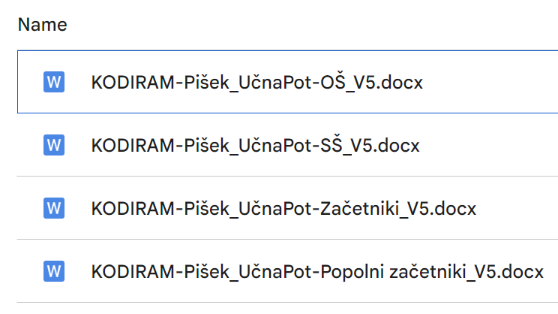 Name
W KODIRAM-Pišek_UčnaPot-OŠ_V5.docx
W KODIRAM-Pišek_UčnaPot-SŠ_V5.docx
W KODIRAM-Pišek_UčnaPot-Začetniki_V5.docx
W KODIRAM-Pišek_UčnaPot-Popolni začetniki_V5.docx